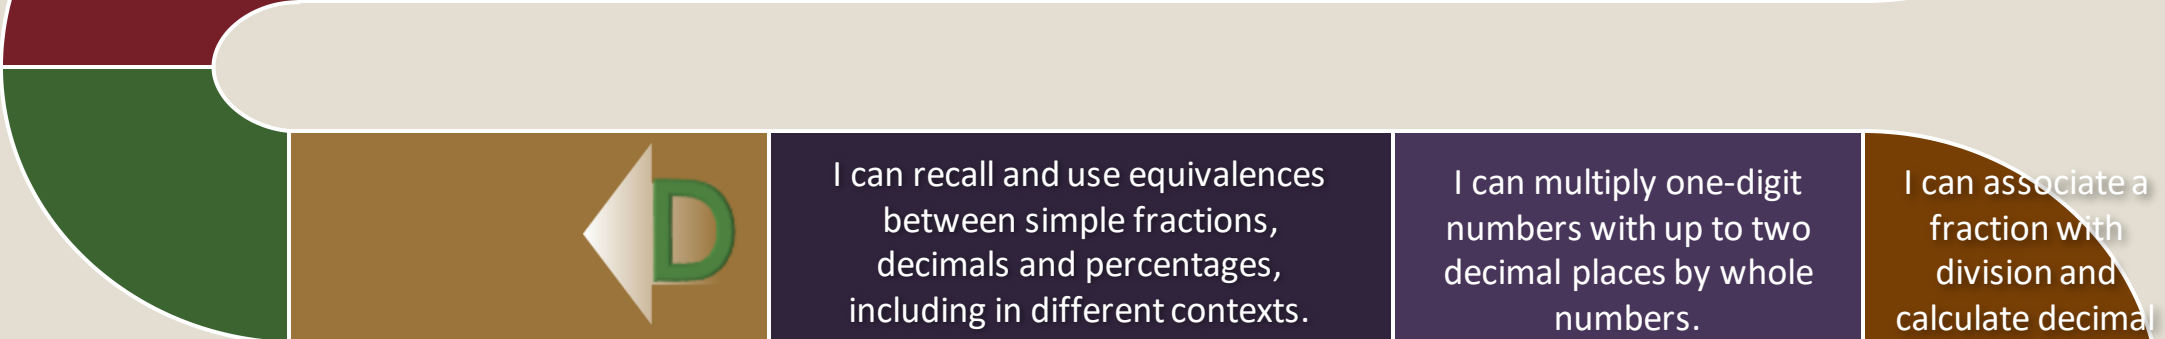 D
I can recall and use equivalences
between simple fractions,
decimals and percentages,
including in different contexts.
I can multiply one-digit
numbers with up to two
decimal places by whole
numbers.
I can associate a
fraction with
division and
calculate decimal